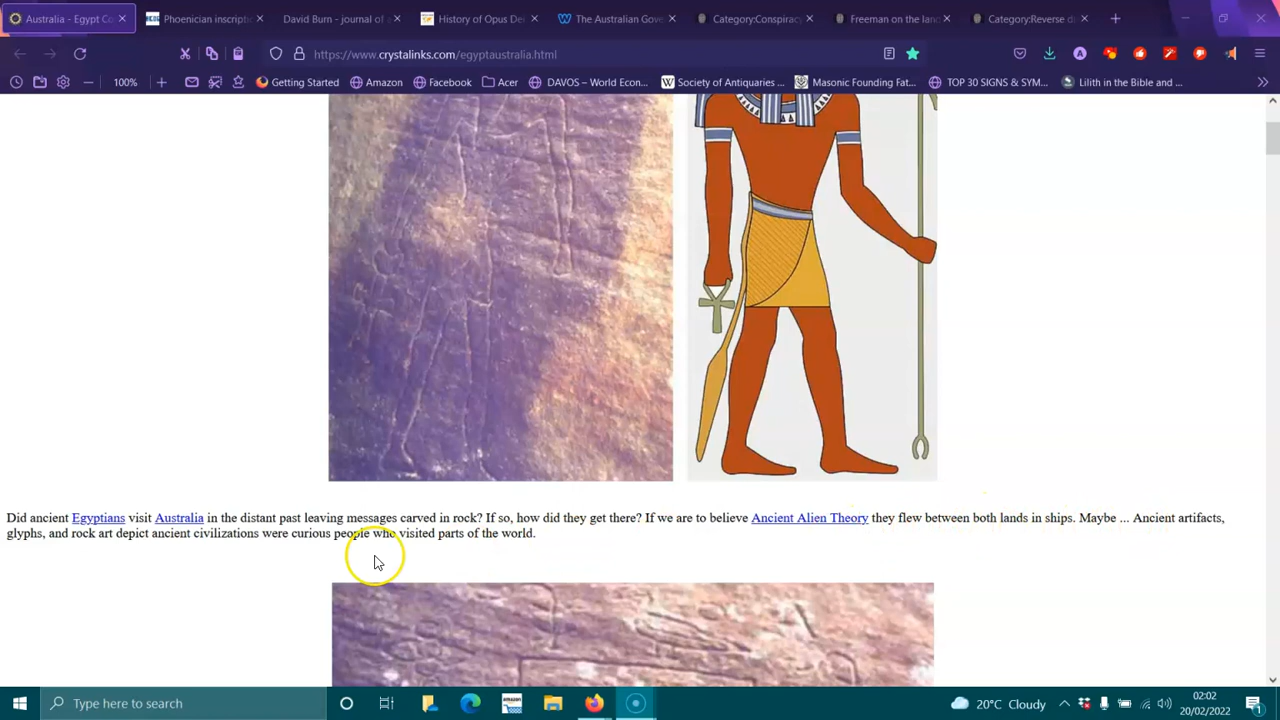 Australia - Egypt Co
Phoenician inscripti
David Burn - journal of a
History of Opus Dei
The Australian Gove
Category:Conspirac
Freeman on the land
Category:Reverse di
https://www.crystalinks.com/egyptaustralia.html
100%
Getting Started
Amazon
Facebook
Acer
DAVOS – World Econ...
Society of Antiquaries ...
Masonic Founding Fat...
TOP 30 SIGNS & SYM...
Lilith in the Bible and ...
Did ancient Egyptians visit Australia in the distant past leaving messages carved in rock? If so, how did they get there? If we are to believe Ancient Alien Theory they flew between both lands in ships. Maybe ... Ancient artifacts,
glyphs, and rock art depict ancient civilizations were curious people who visited parts of the world.
Type here to search
amazon
20°C Cloudy
02:02
20/02/2022
1